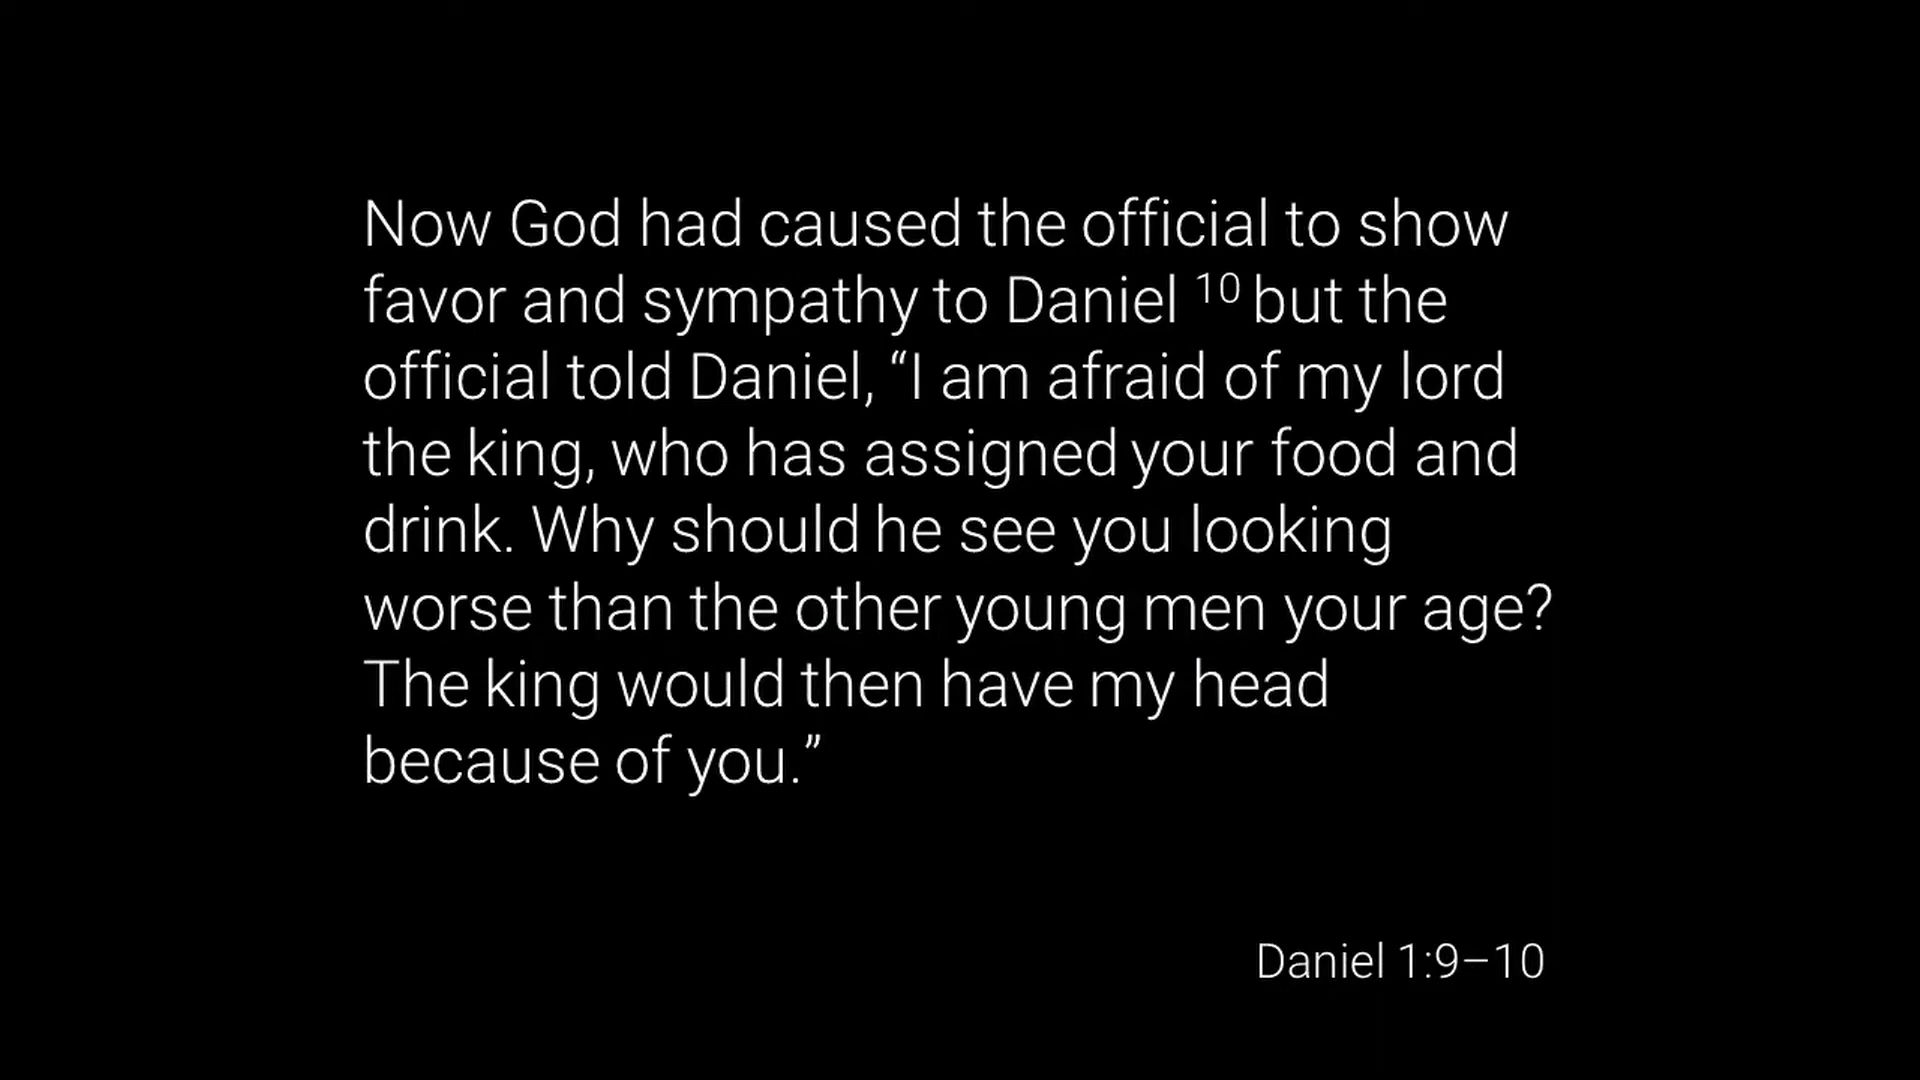 Now God had caused the official to show
favor and sympathy to Daniel ¹⁰ but the
official told Daniel, “I am afraid of my lord
the king, who has assigned your food and
drink. Why should he see you looking
worse than the other young men your age?
The king would then have my head
because of you.”
Daniel 1:9–10